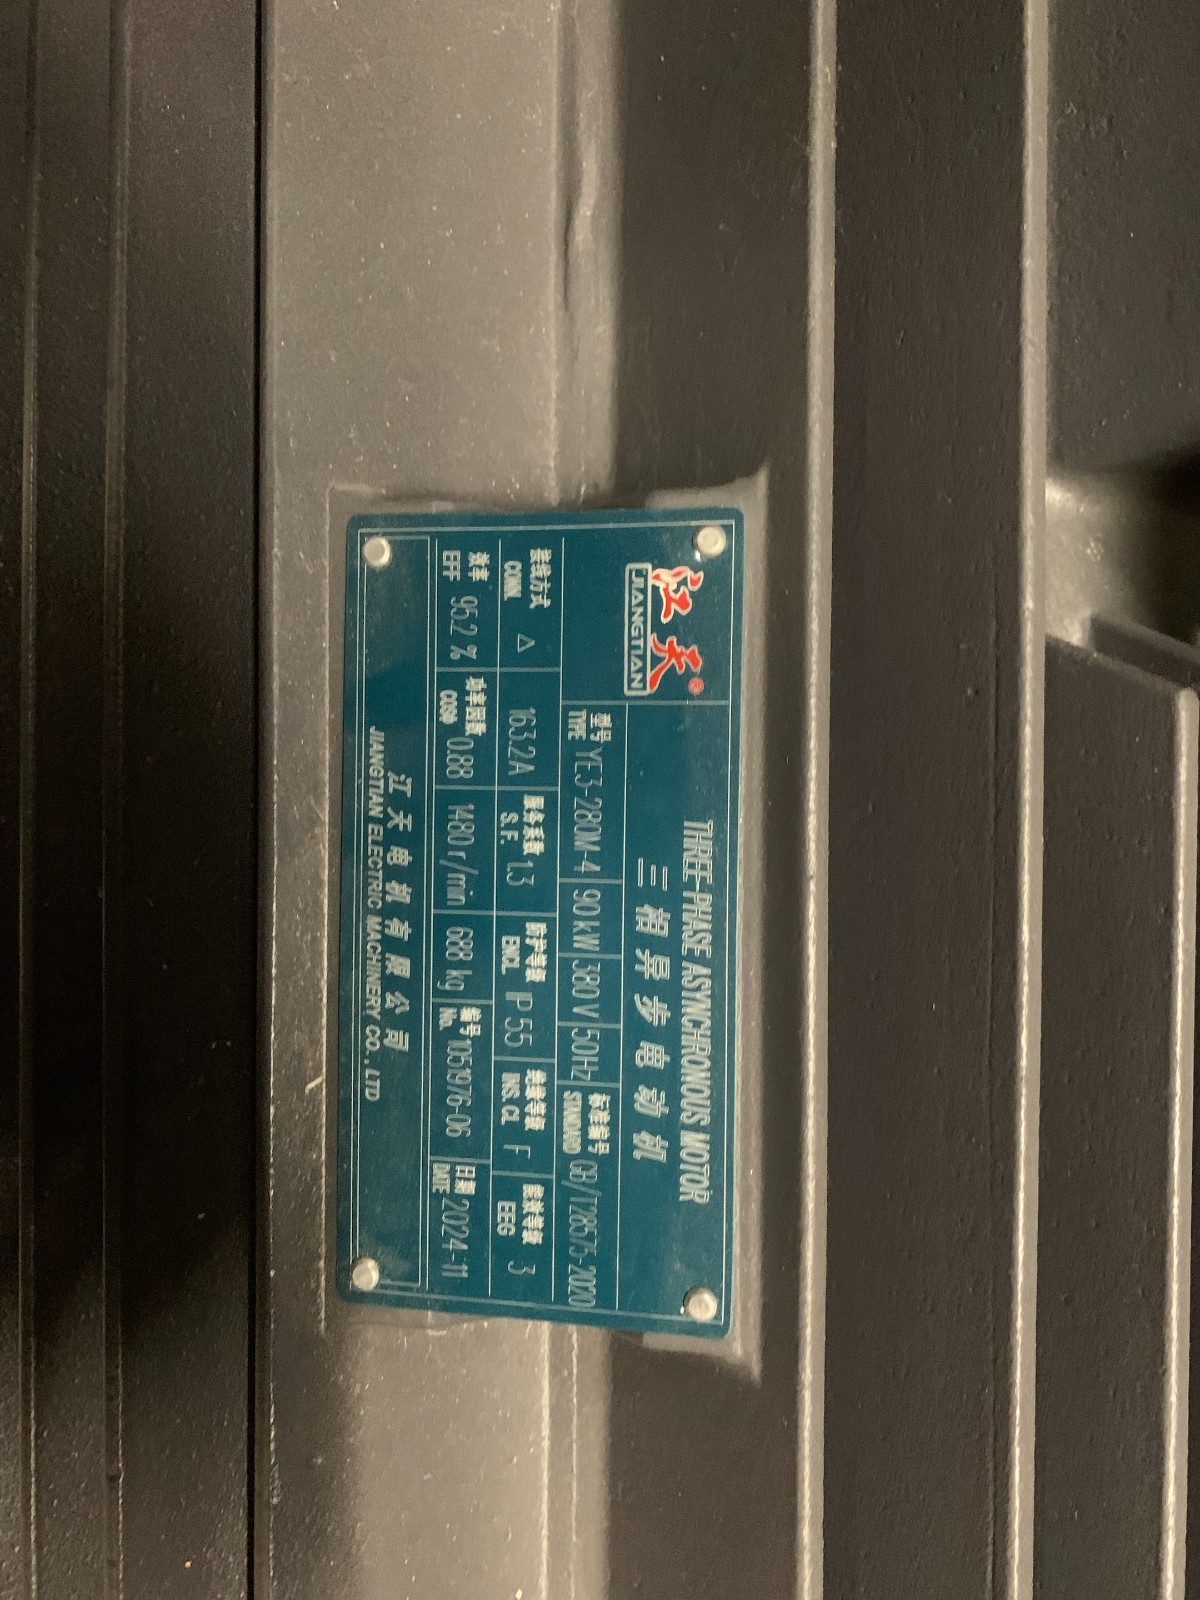 江天®
JIANGTIAN
THREE-PHASE ASYNCHRONOUS MOTOR
三相异步电动机
型号 TYPE YE3-280M-4 90kW 380V 50Hz 标准编号 STANDARD GB/T28575-2020
接线方式 CONN. △ 163.2A 服务系数 S.F. 1.3 防护等级 ENCL IP55 绝缘等级 INS.CL F 能效等级 EEG 3
效率 EFF 95.2 % 功率因数 COSφ 0.88 1480 r/min 688 kg 编号 No. 1051976-06 日期 DATE 2024-11
江天电机有限公司
JIANGTIAN ELECTRIC MACHINERY CO.,LTD